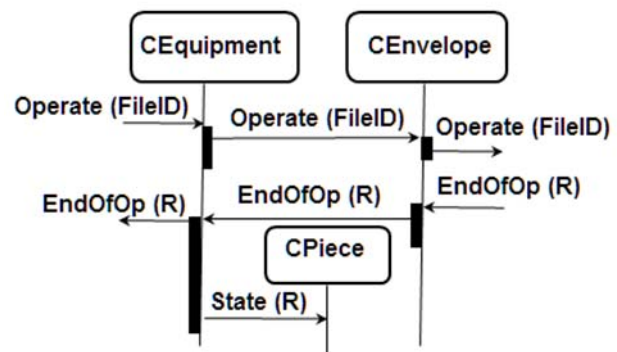 CEquipment
CEnvelope
Operate (FileID)
Operate (FileID)
Operate (FileID)
EndOfOp (R)
EndOfOp (R)
EndOfOp (R)
CPiece
State (R)